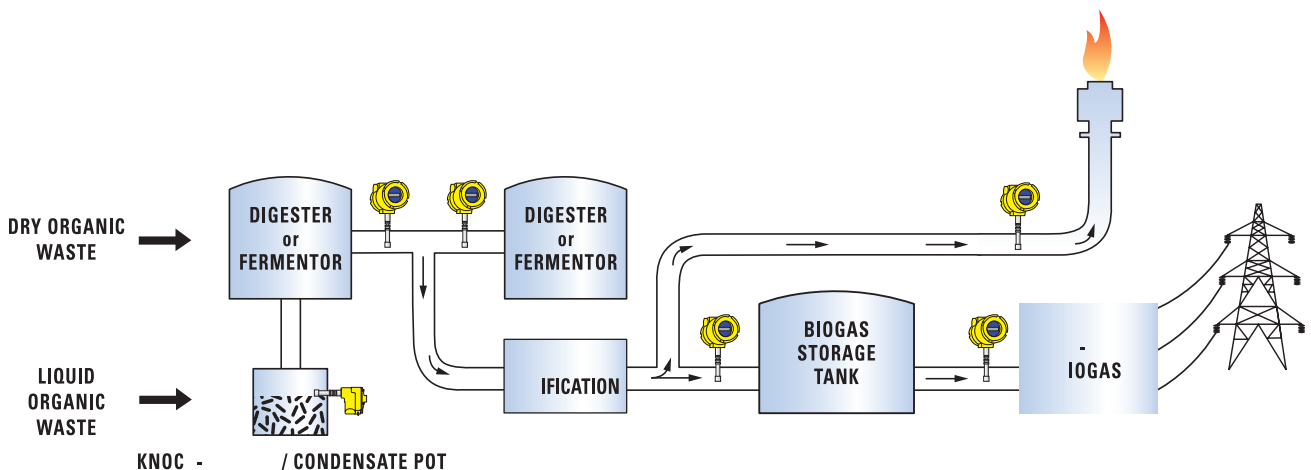 DRY ORGANIC
WASTE
DIGESTER
or
FERMENTOR
DIGESTER
or
FERMENTOR
LIQUID
ORGANIC
WASTE
IFICATION
BIOGAS
STORAGE
TANK
-
IOGAS
KNOC - / CONDENSATE POT